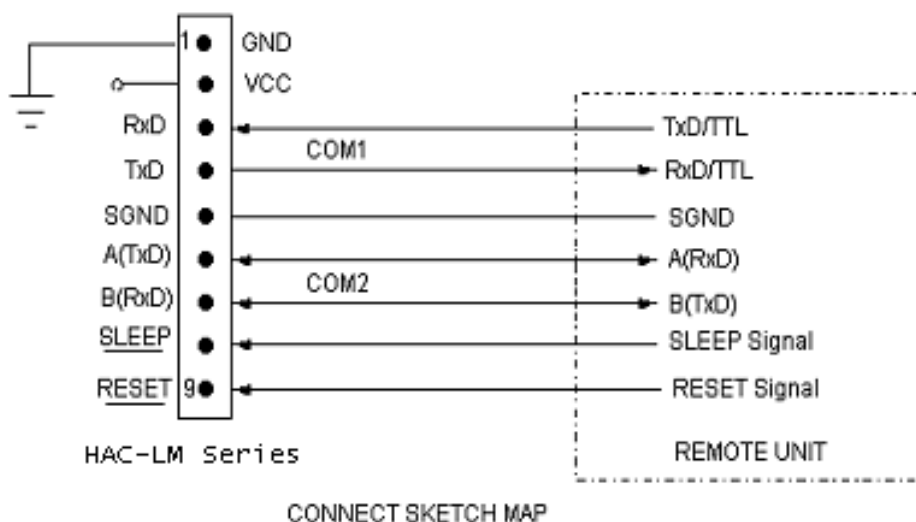 1 GND
VCC
RxD TxD/TTL
COM1
TxD RxD/TTL
SGND SGND
A(TxD) A(RxD)
COM2
B(RxD) B(TxD)
SLEEP SLEEP Signal
RESET 9 RESET Signal
HAC-LM Series REMOTE UNIT
CONNECT SKETCH MAP